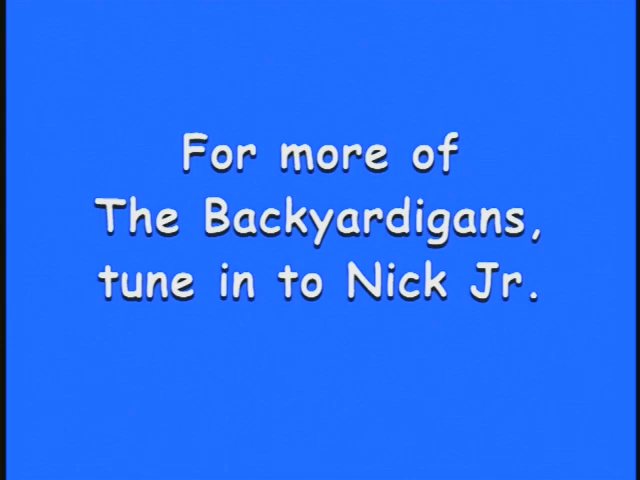 For more of
The Backyardigans,
tune in to Nick Jr.